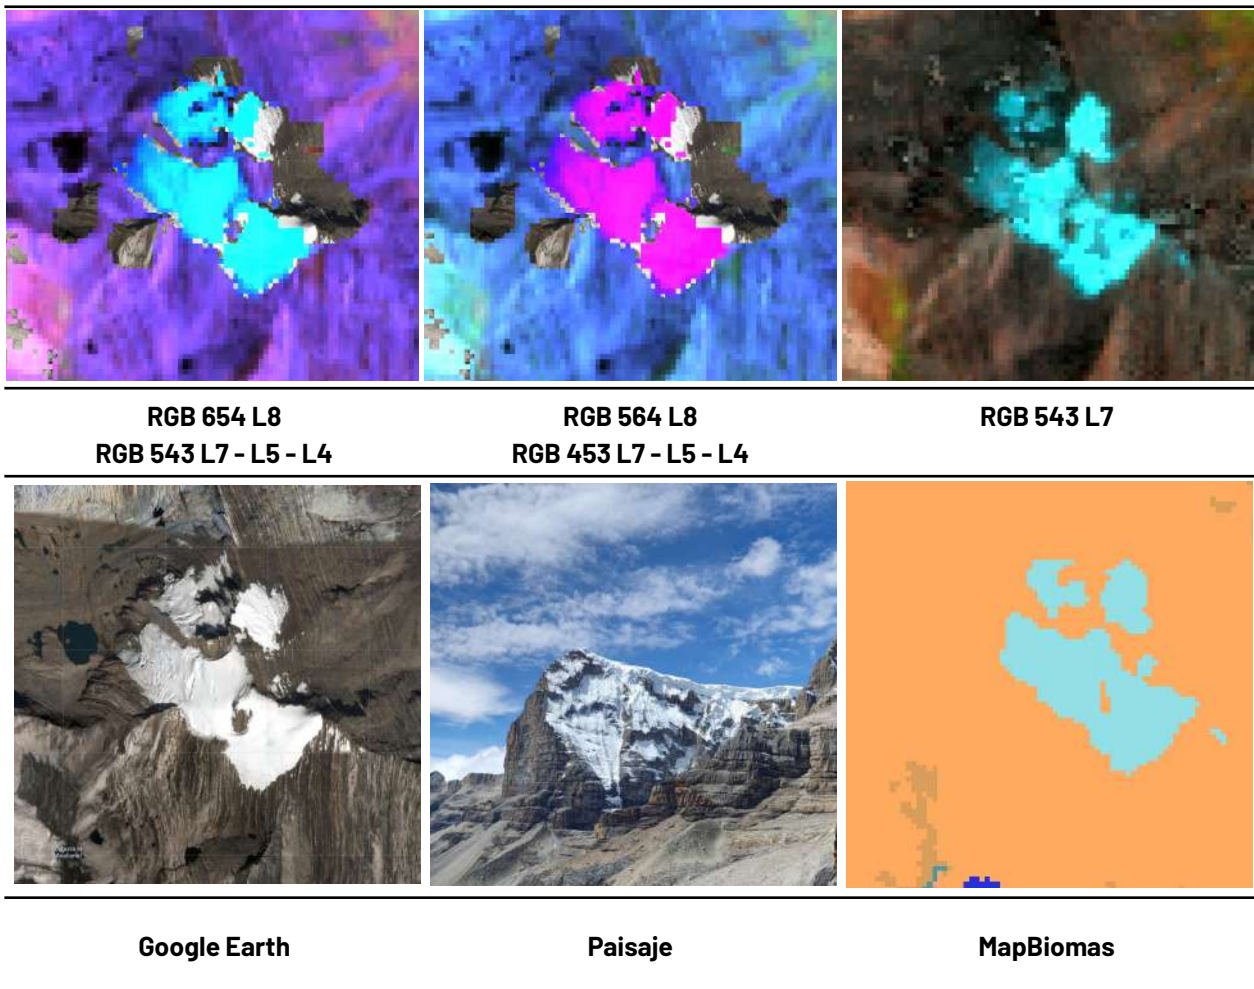 RGB 654 L8
RGB 543 L7 - L5 - L4
RGB 564 L8
RGB 453 L7 - L5 - L4
RGB 543 L7
Google Earth
Paisaje
MapBiomas